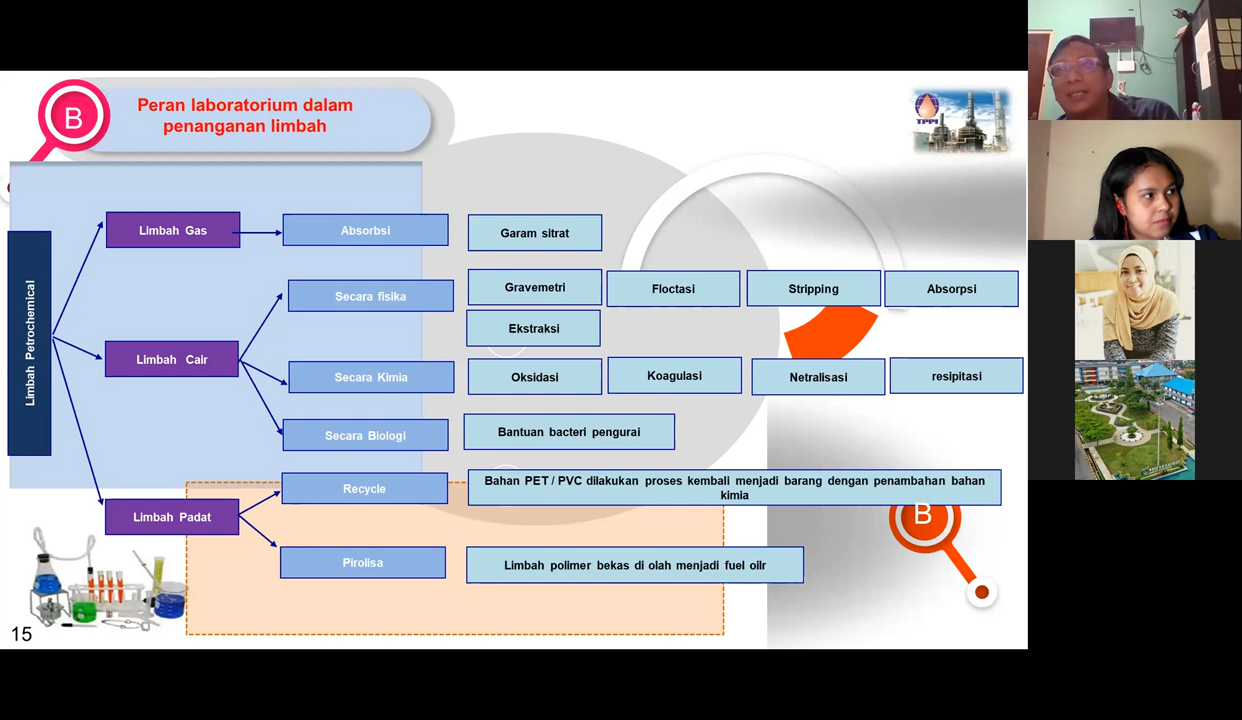 B
Peran laboratorium dalam
penanganan limbah
TPPI
Limbah Petrochemical
Limbah Gas
Absorbsi
Garam sitrat
Limbah Cair
Secara fisika
Gravemetri
Floctasi
Stripping
Absorpsi
Ekstraksi
Secara Kimia
Oksidasi
Koagulasi
Netralisasi
resipitasi
Secara Biologi
Bantuan bacteri pengurai
Limbah Padat
Recycle
Bahan PET / PVC dilakukan proses kembali menjadi barang dengan penambahan bahan
kimia
Pirolisa
Limbah polimer bekas di olah menjadi fuel oilr
B
15